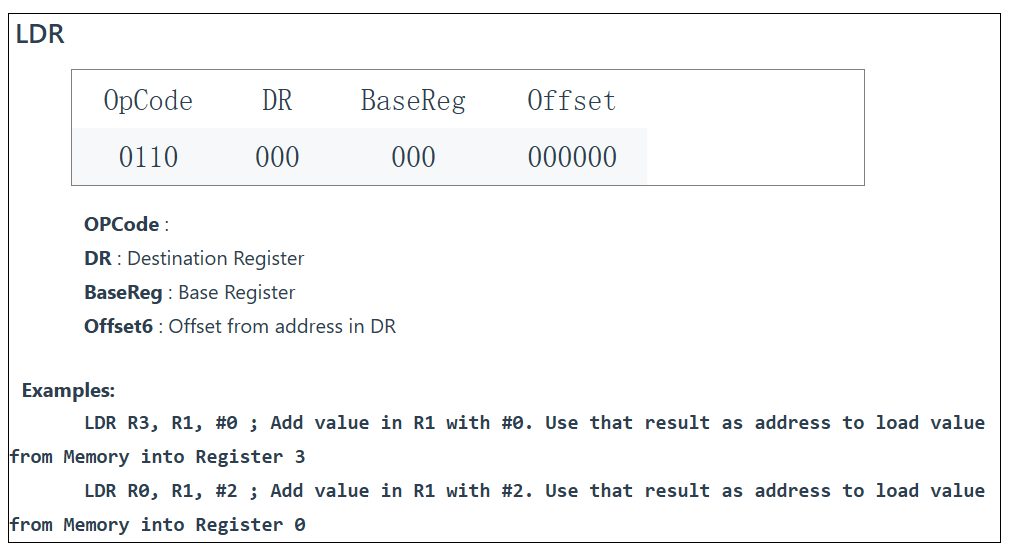 LDR
OpCode DR BaseReg Offset
0110 000 000 000000
OPCode :
DR : Destination Register
BaseReg : Base Register
Offset6 : Offset from address in DR
Examples:
LDR R3, R1, #0 ; Add value in R1 with #0. Use that result as address to load value
from Memory into Register 3
LDR R0, R1, #2 ; Add value in R1 with #2. Use that result as address to load value
from Memory into Register 0